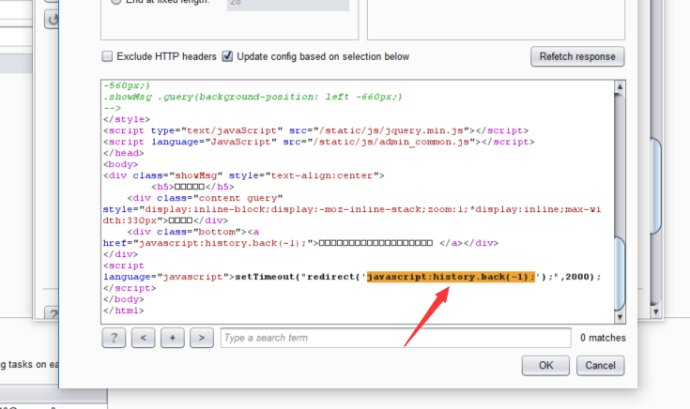 End at fixed length:
28
Exclude HTTP headers
Update config based on selection below
Refetch response
-560px;}
.showMsg .query{background-position: left -660px;}
-->
</style>
<script type="text/javaScript" src="/static/js/jquery.min.js"></script>
<script language="JavaScript" src="/static/js/admin_common.js"></script>
</head>
<body>
<div class="showMsg" style="text-align:center">
<h5>□□□□□</h5>
<div class="content guery"
style="display:inline-block;display:-moz-inline-stack;zoom:1;*display:inline;max-wi
dth:330px">□□□□</div>
<div class="bottom"><a
href="javascript:history.back(-1);">□□□□□□□□□□□□□□□□□□□ </a></div>
</div>
<script
language="javascript">setTimeout("redirect('javascript:history.back(-1);');",2000);
</script>
</body>
</html>
?
<
+
>
Type a search term
0 matches
g tasks on ea
OK
Cancel